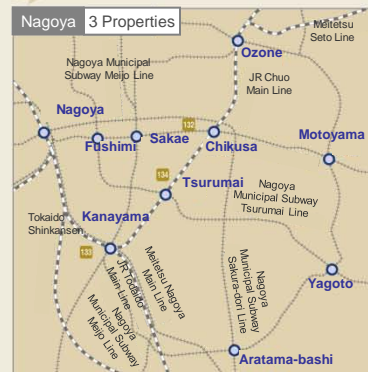 Nagoya 3 Properties
Ozone
Meitetsu
Seto Line
Nagoya Municipal
Subway Meijo Line
JR Chuo
Main Line
Nagoya
132
Fushimi
Sakae
Chikusa
Motoyama
134
Tsurumai
Nagoya
Municipal Subway
Tsurumai Line
Tokaido
Shinkansen
Kanayama
133
JR Todaido
Main Line
Meitetsu Nagoya
Main Line
Nagoya
Municipal Subway
Meijo Line
Nagoya
Municipal Subway
Sakura-dori Line
Yagoto
Aratama-bashi